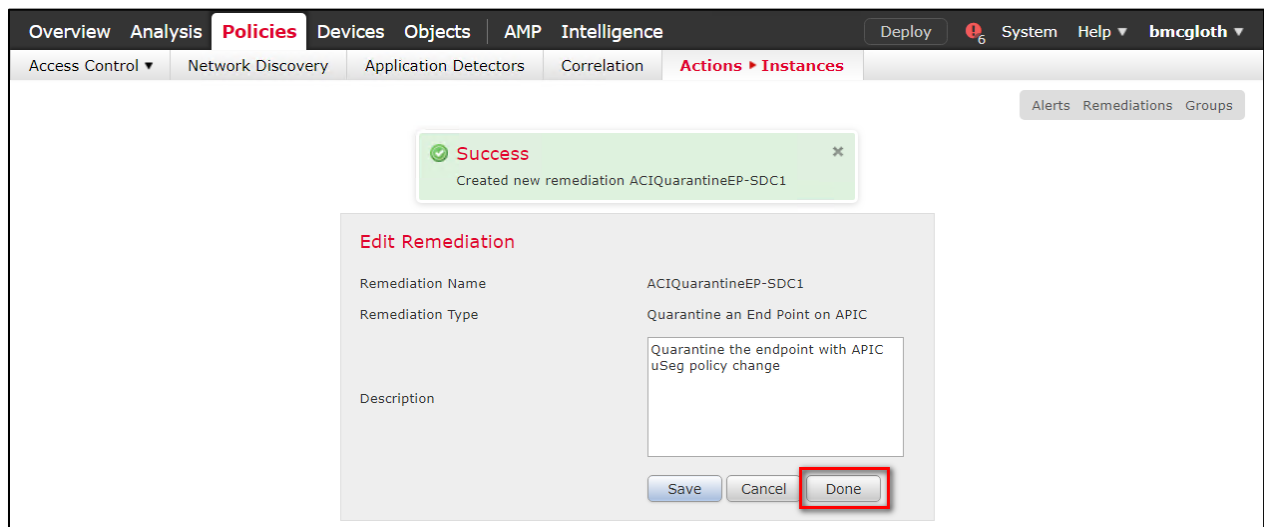 Overview Analysis Policies Devices Objects AMP Intelligence Deploy 6 System Help ▼ bmcgloth ▼
Access Control ▼ Network Discovery Application Detectors Correlation Actions ▶ Instances
Alerts Remediations Groups
Success
Created new remediation ACIQuarantineEP-SDC1
Edit Remediation
Remediation Name ACIQuarantineEP-SDC1
Remediation Type Quarantine an End Point on APIC
Quarantine the endpoint with APIC
uSeg policy change
Description
Save Cancel Done